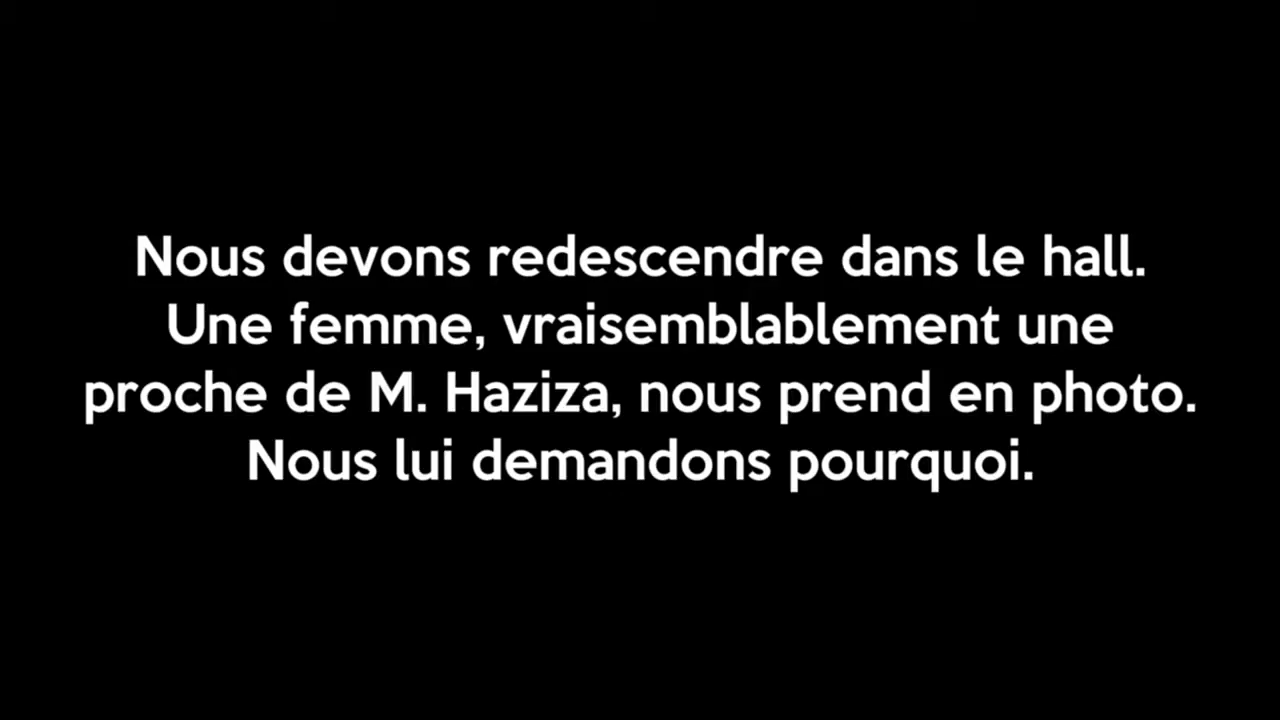 Nous devons redescendre dans le hall.
Une femme, vraisemblablement une
proche de M. Haziza, nous prend en photo.
Nous lui demandons pourquoi.